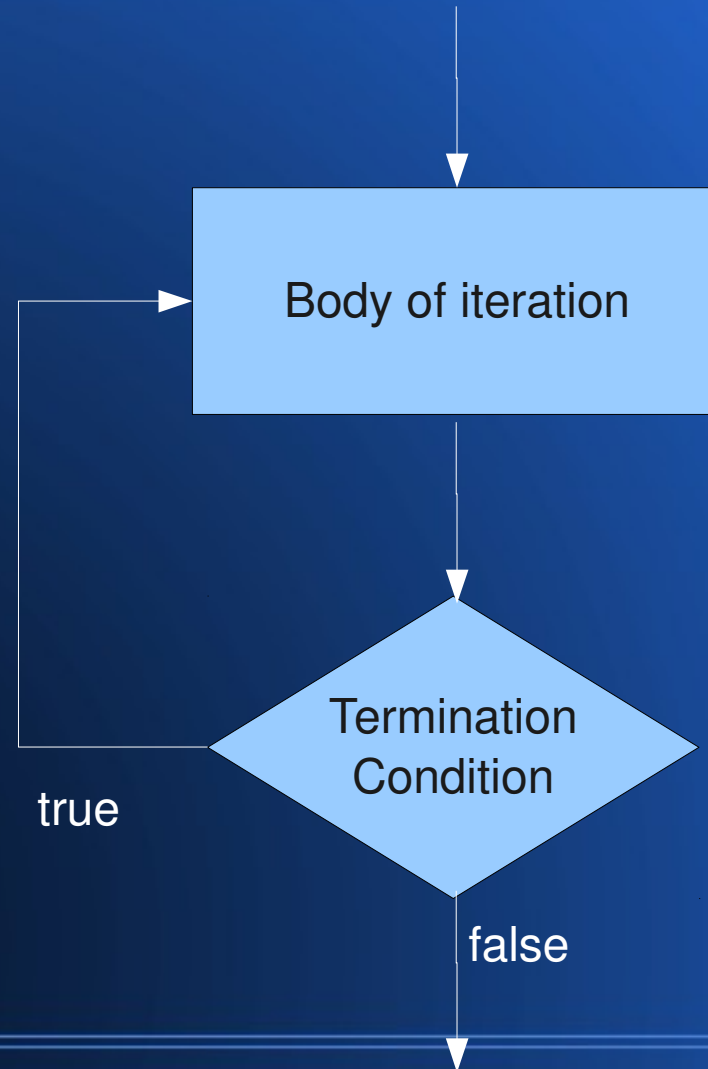 Body of iteration
Termination
Condition
true
false